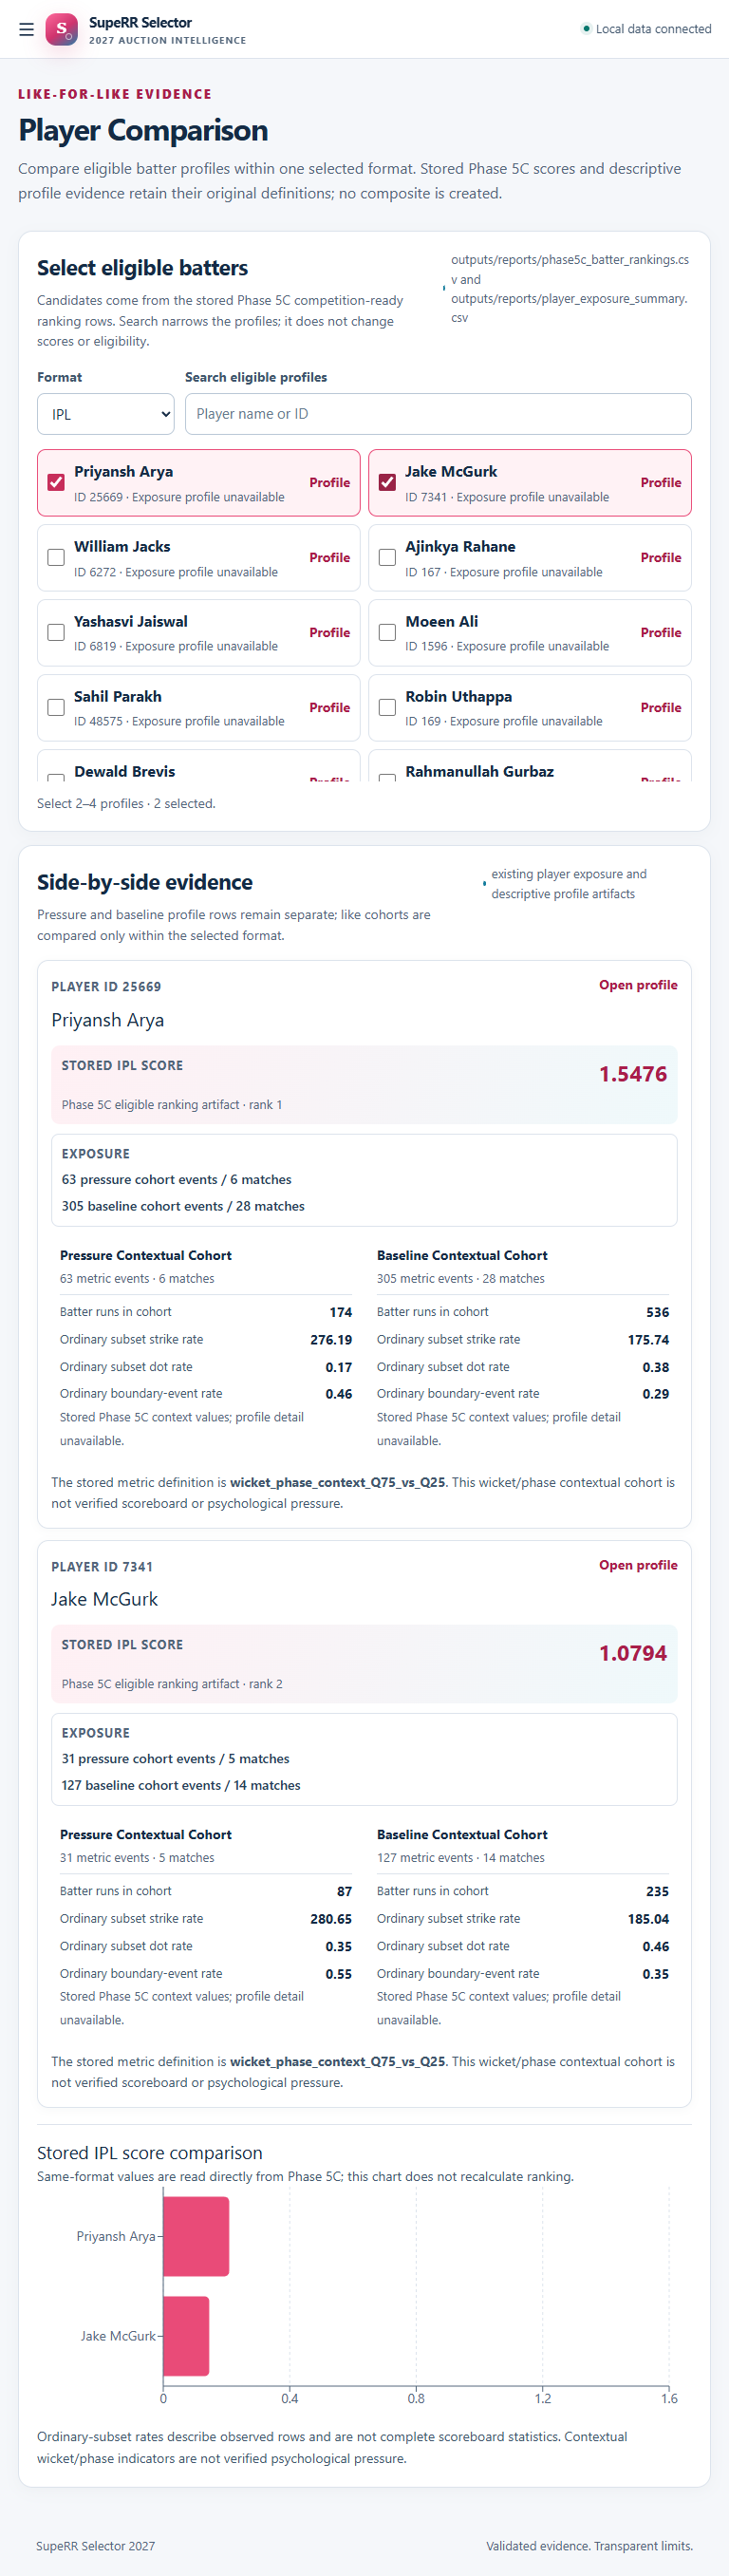 S
SupeRR Selector
2027 AUCTION INTELLIGENCE
Local data connected
LIKE-FOR-LIKE EVIDENCE
Player Comparison
Compare eligible batter profiles within one selected format. Stored Phase 5C scores and descriptive
profile evidence retain their original definitions; no composite is created.
Select eligible batters
Candidates come from the stored Phase 5C competition-ready
ranking rows. Search narrows the profiles; it does not change
scores or eligibility.
outputs/reports/phase5c_batter_rankings.cs
v and
outputs/reports/player_exposure_summary.
csv
Format
Search eligible profiles
IPL
Player name or ID
Priyansh Arya
ID 25669 · Exposure profile unavailable
Profile
Jake McGurk
ID 7341 · Exposure profile unavailable
Profile
William Jacks
ID 6272 · Exposure profile unavailable
Profile
Ajinkya Rahane
ID 167 · Exposure profile unavailable
Profile
Yashasvi Jaiswal
ID 6819 · Exposure profile unavailable
Profile
Moeen Ali
ID 1596 · Exposure profile unavailable
Profile
Sahil Parakh
ID 48575 · Exposure profile unavailable
Profile
Robin Uthappa
ID 169 · Exposure profile unavailable
Profile
Dewald Brevis
Profile
Rahmanullah Gurbaz
Profile
Select 2–4 profiles · 2 selected.
Side-by-side evidence
Pressure and baseline profile rows remain separate; like cohorts are
compared only within the selected format.
existing player exposure and
descriptive profile artifacts
PLAYER ID 25669
Open profile
Priyansh Arya
STORED IPL SCORE
1.5476
Phase 5C eligible ranking artifact · rank 1
EXPOSURE
63 pressure cohort events / 6 matches
305 baseline cohort events / 28 matches
Pressure Contextual Cohort
63 metric events · 6 matches
Batter runs in cohort 174
Ordinary subset strike rate 276.19
Ordinary subset dot rate 0.17
Ordinary boundary-event rate 0.46
Stored Phase 5C context values; profile detail
unavailable.
Baseline Contextual Cohort
305 metric events · 28 matches
Batter runs in cohort 536
Ordinary subset strike rate 175.74
Ordinary subset dot rate 0.38
Ordinary boundary-event rate 0.29
Stored Phase 5C context values; profile detail
unavailable.
The stored metric definition is wicket_phase_context_Q75_vs_Q25. This wicket/phase contextual cohort is
not verified scoreboard or psychological pressure.
PLAYER ID 7341
Open profile
Jake McGurk
STORED IPL SCORE
1.0794
Phase 5C eligible ranking artifact · rank 2
EXPOSURE
31 pressure cohort events / 5 matches
127 baseline cohort events / 14 matches
Pressure Contextual Cohort
31 metric events · 5 matches
Batter runs in cohort 87
Ordinary subset strike rate 280.65
Ordinary subset dot rate 0.35
Ordinary boundary-event rate 0.55
Stored Phase 5C context values; profile detail
unavailable.
Baseline Contextual Cohort
127 metric events · 14 matches
Batter runs in cohort 235
Ordinary subset strike rate 185.04
Ordinary subset dot rate 0.46
Ordinary boundary-event rate 0.35
Stored Phase 5C context values; profile detail
unavailable.
The stored metric definition is wicket_phase_context_Q75_vs_Q25. This wicket/phase contextual cohort is
not verified scoreboard or psychological pressure.
Stored IPL score comparison
Same-format values are read directly from Phase 5C; this chart does not recalculate ranking.
Priyansh Arya
Jake McGurk
0 0.4 0.8 1.2 1.6
Ordinary-subset rates describe observed rows and are not complete scoreboard statistics. Contextual
wicket/phase indicators are not verified psychological pressure.
SupeRR Selector 2027
Validated evidence. Transparent limits.